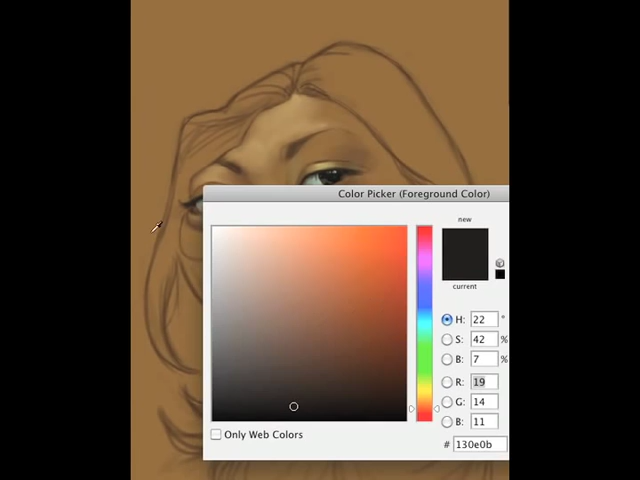 Color Picker (Foreground Color)
new
current
H: 22 °
S: 42 %
B: 7 %
R: 19
G: 14
B: 11
Only Web Colors
# 130e0b